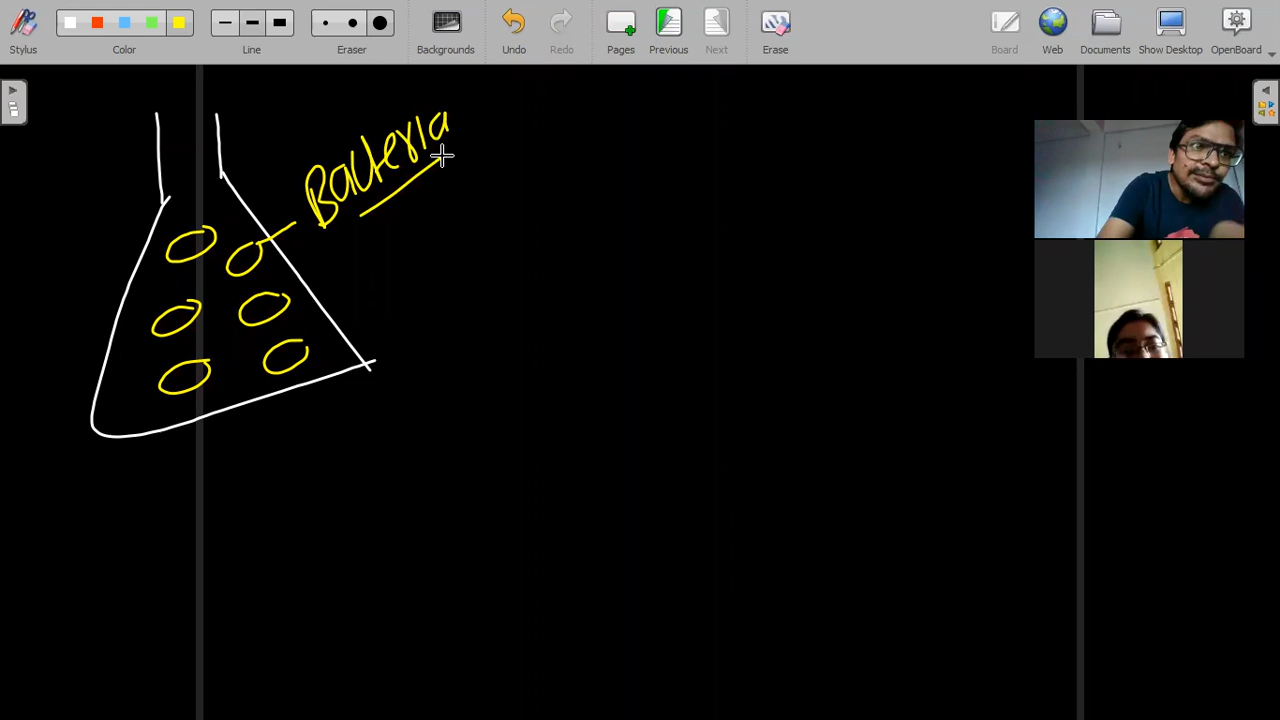 Stylus
Color
Line
Eraser
Backgrounds
Undo
Redo
Pages
Previous
Next
Erase
Board
Web
Documents
Show Desktop
OpenBoard
Bacteria